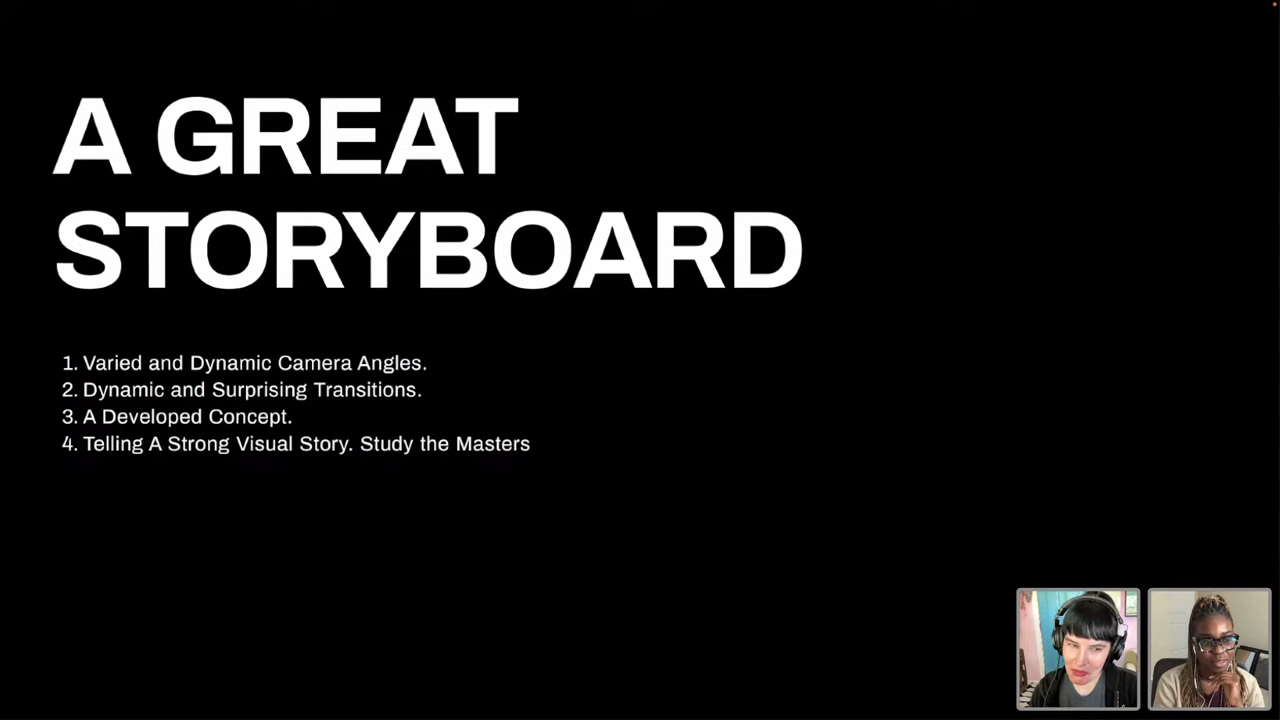 A GREAT
STORYBOARD
1. Varied and Dynamic Camera Angles.
2. Dynamic and Surprising Transitions.
3. A Developed Concept.
4. Telling A Strong Visual Story. Study the Masters